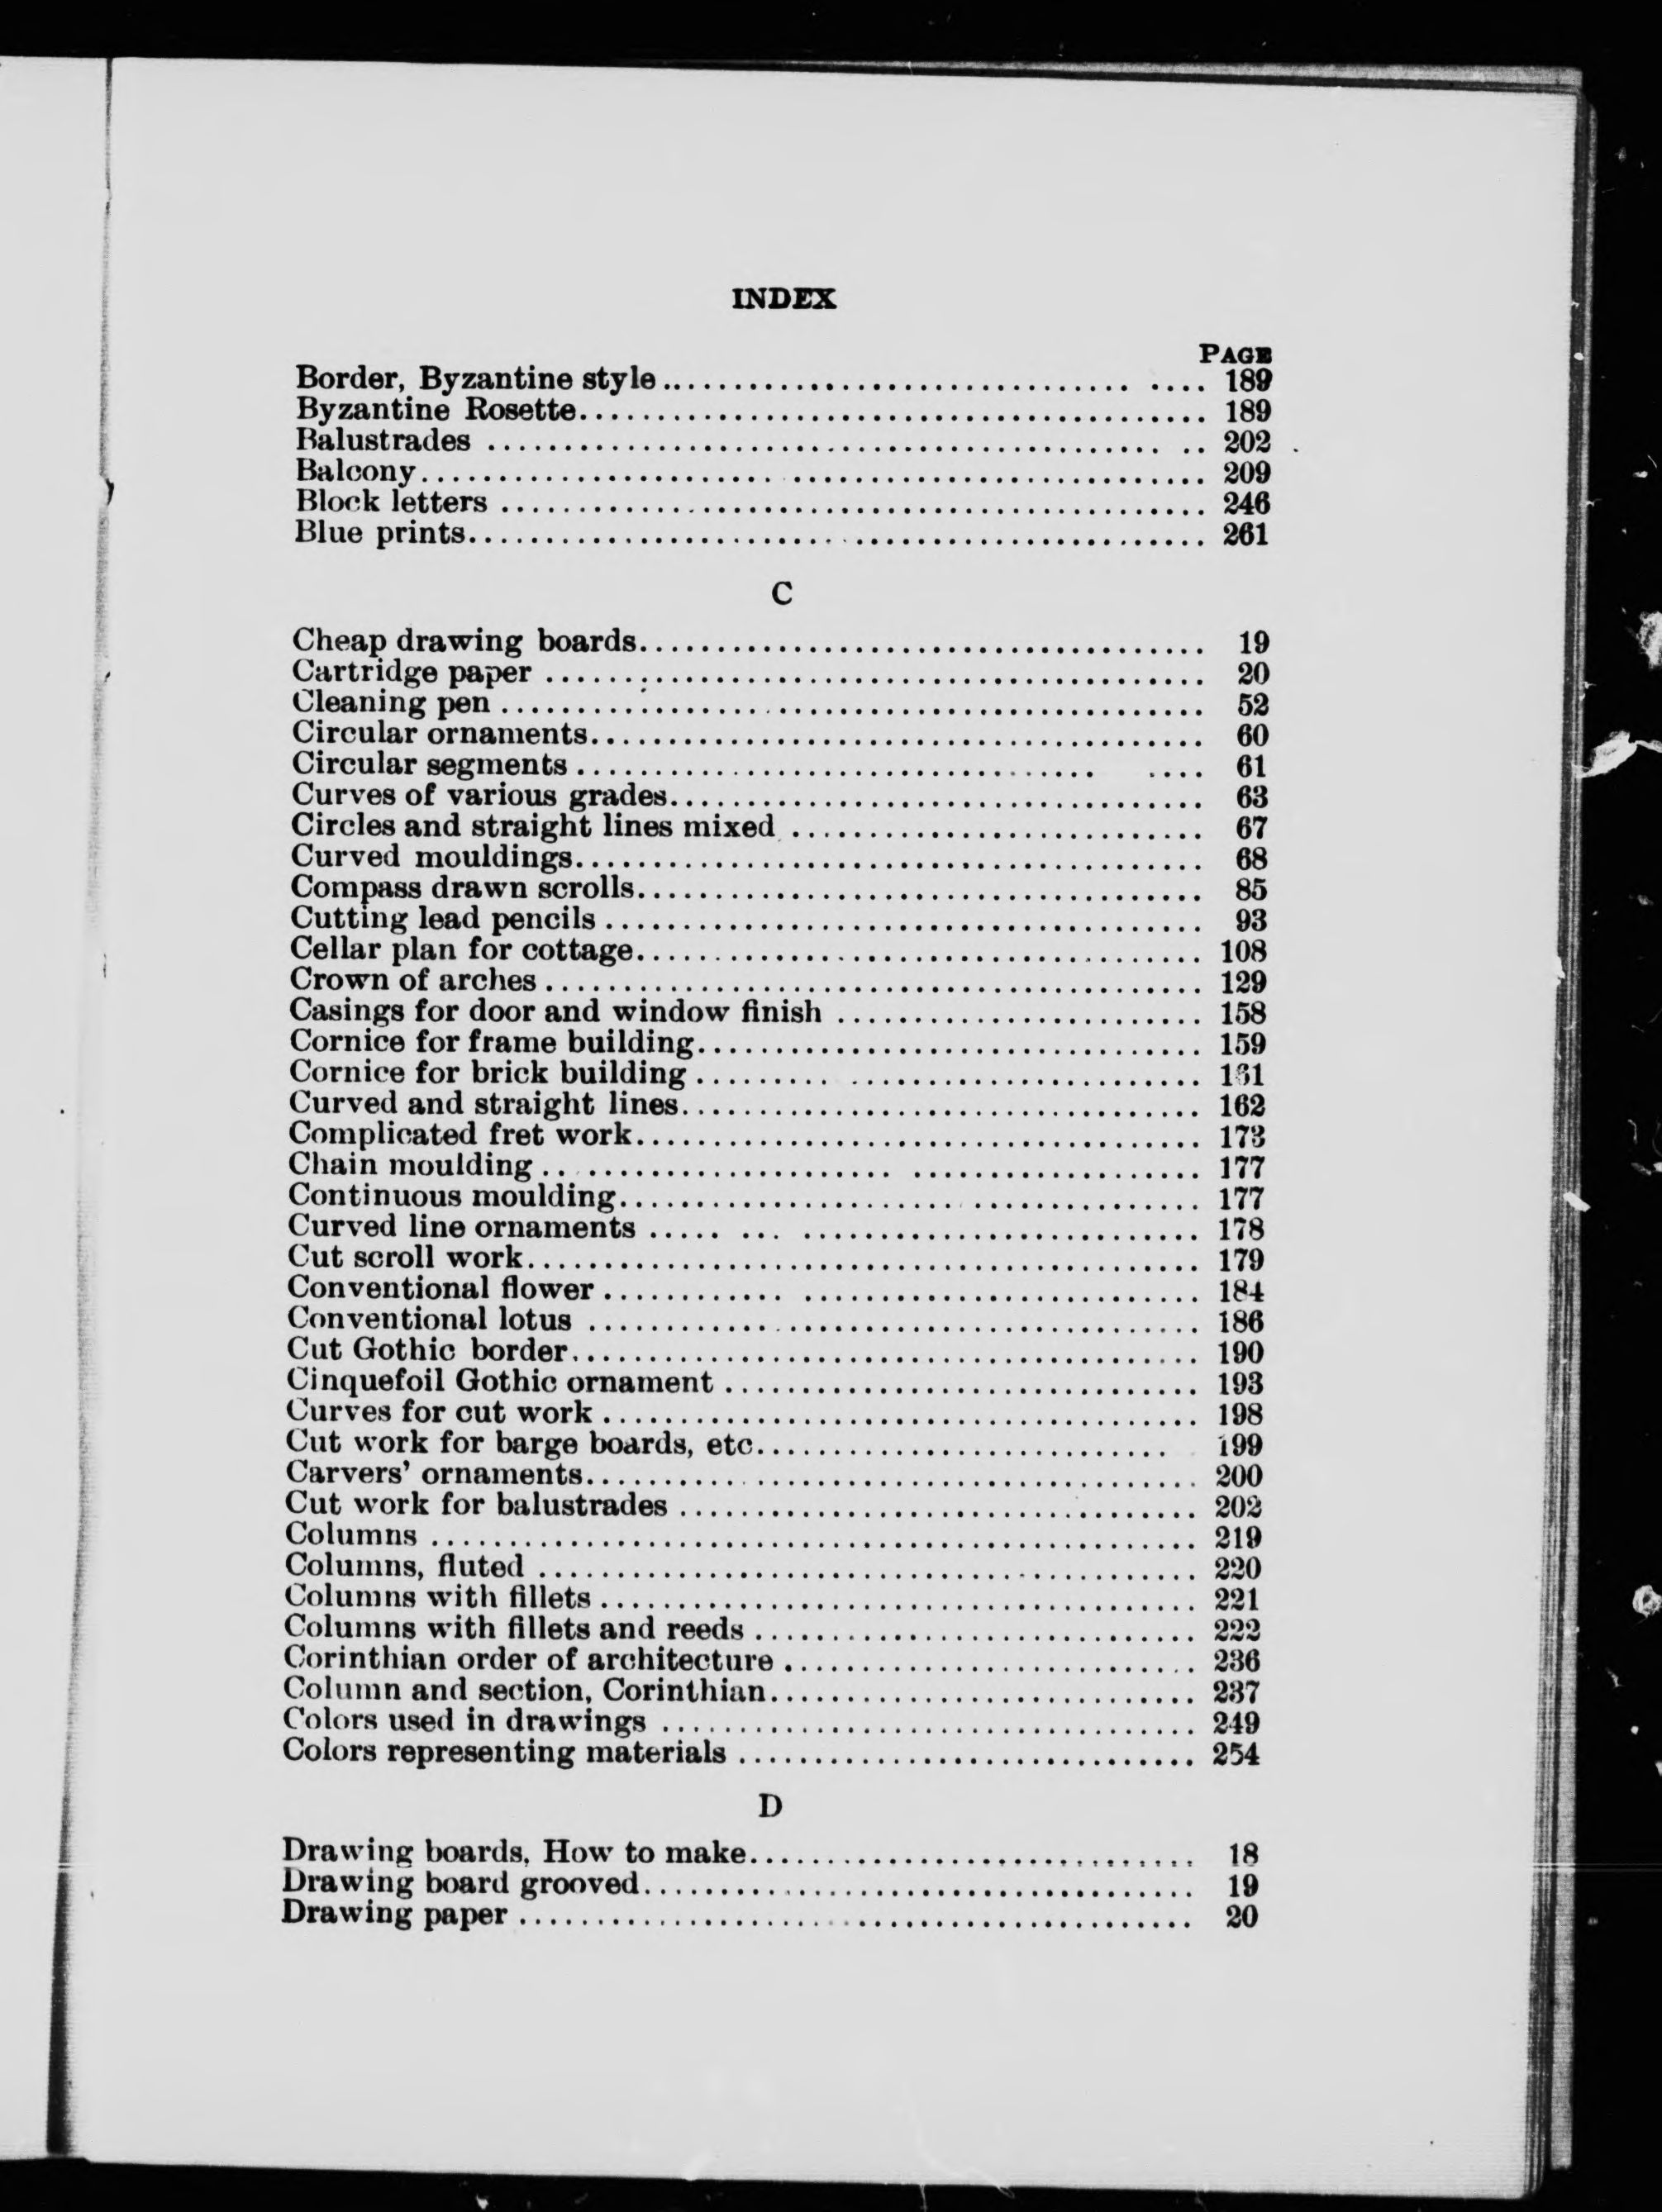 INDEX
PAGE
Border, Byzantine style.................................. .... 189
Byzantine Rosette........................................ 189
Balustrades ........................................... .. 202
Balcony.................................................. 209
Block letters ............................................. 246
Blue prints............................................... 261
C
Cheap drawing boards..................................... 19
Cartridge paper .......................................... 20
Cleaning pen ............................................. 52
Circular ornaments........................................ 60
Circular segments ................................. .... 61
Curves of various grades................................... 63
Circles and straight lines mixed ........................... 67
Curved mouldings........................................ 68
Compass drawn scrolls..................................... 85
Cutting lead pencils ....................................... 93
Cellar plan for cottage..................................... 108
Crown of arches .......................................... 129
Casings for door and window finish ........................ 158
Cornice for frame building................................. 159
Cornice for brick building ................................. 161
Curved and straight lines.................................. 162
Complicated fret work..................................... 173
Chain moulding .......................................... 177
Continuous moulding...................................... 177
Curved line ornaments ..... ... .......................... 178
Cut scroll work........................................... 179
Conventional flower ...................................... 184
Conventional lotus ....................................... 186
Cut Gothic border........................................ 190
Cinquefoil Gothic ornament ............................... 193
Curves for cut work ....................................... 198
Cut work for barge boards, etc........................... 199
Carvers' ornaments....................................... 200
Cut work for balustrades .................................. 202
Columns ................................................. 219
Columns, fluted .......................................... 220
Columns with fillets ....................................... 221
Columns with fillets and reeds ............................. 222
Corinthian order of architecture ........................... 236
Column and section, Corinthian............................ 237
Colors used in drawings ................................... 249
Colors representing materials .............................. 254
D
Drawing boards, How to make............................. 18
Drawing board grooved.................................... 19
Drawing paper ........................................... 20